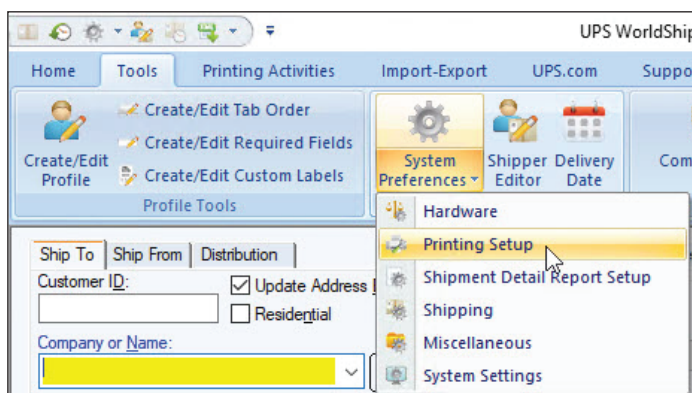 UPS WorldShip
Home Tools Printing Activities Import-Export UPS.com
Create/Edit Tab Order
Create/Edit Required Fields
Create/Edit Custom Labels
Create/Edit
Profile
System
Preferences
Shipper
Editor
Delivery
Date
Profile Tools
Hardware
Printing Setup
Shipment Detail Report Setup
Shipping
Miscellaneous
System Settings
Ship To Ship From Distribution
Customer ID:
Update Address
Residential
Company or Name: